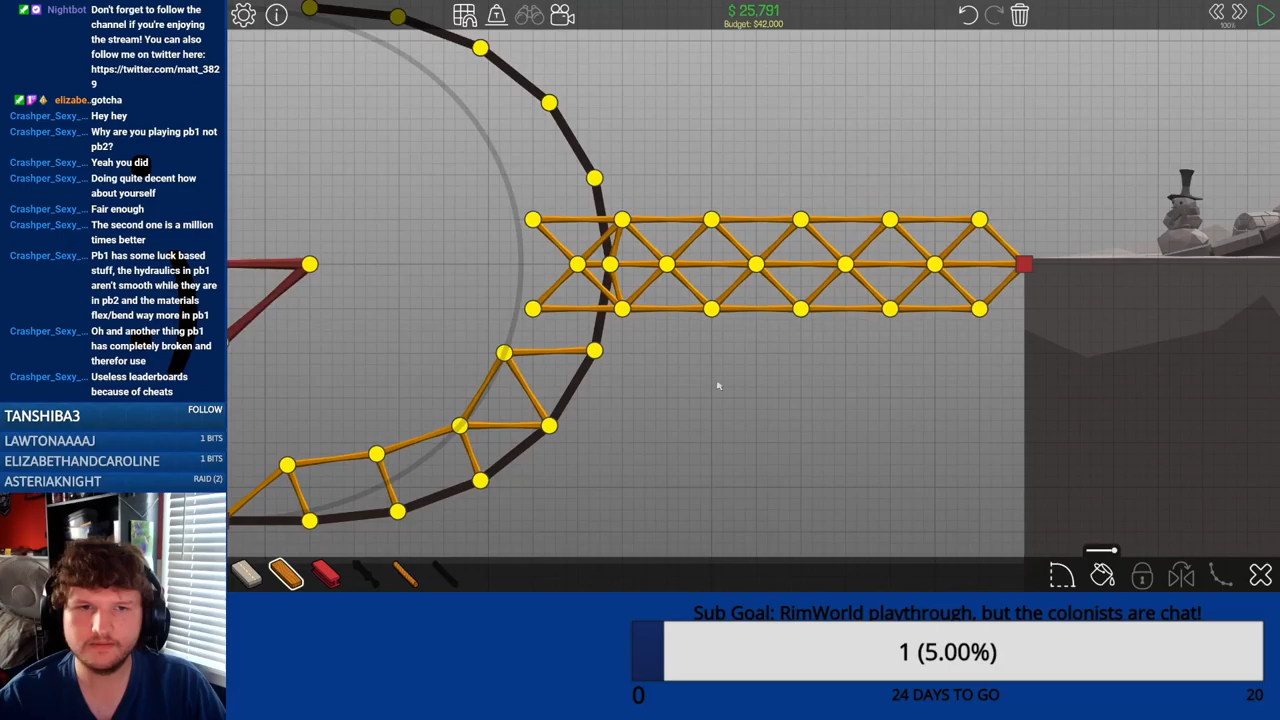 Nightbot Don't forget to follow the
channel if you're enjoying
the stream! You can also
follow me on twitter here:
https://twitter.com/matt_382
9
elizabe.. gotcha
Crashper_Sexy_... Hey hey
Crashper_Sexy_... Why are you playing pb1 not
pb2?
Crashper_Sexy_... Yeah you did
Crashper_Sexy_... Doing quite decent how
about yourself
Crashper_Sexy_... Fair enough
Crashper_Sexy_... The second one is a million
times better
Crashper_Sexy_... Pb1 has some luck based
stuff, the hydraulics in pb1
aren't smooth while they are
in pb2 and the materials
flex/bend way more in pb1
Crashper_Sexy_... Oh and another thing pb1
has completely broken and
therefor use
Crashper_Sexy_... Useless leaderboards
because of cheats
TANSHIBA3 FOLLOW
LAWTONAAAAJ 1 BITS
ELIZABETHANDCAROLINE 1 BITS
ASTERIAKNIGHT RAID (2)
$ 25,791
Budget: $42,000
100%
Sub Goal: RimWorld playthrough, but the colonists are chat!
1 (5.00%)
0 24 DAYS TO GO 20